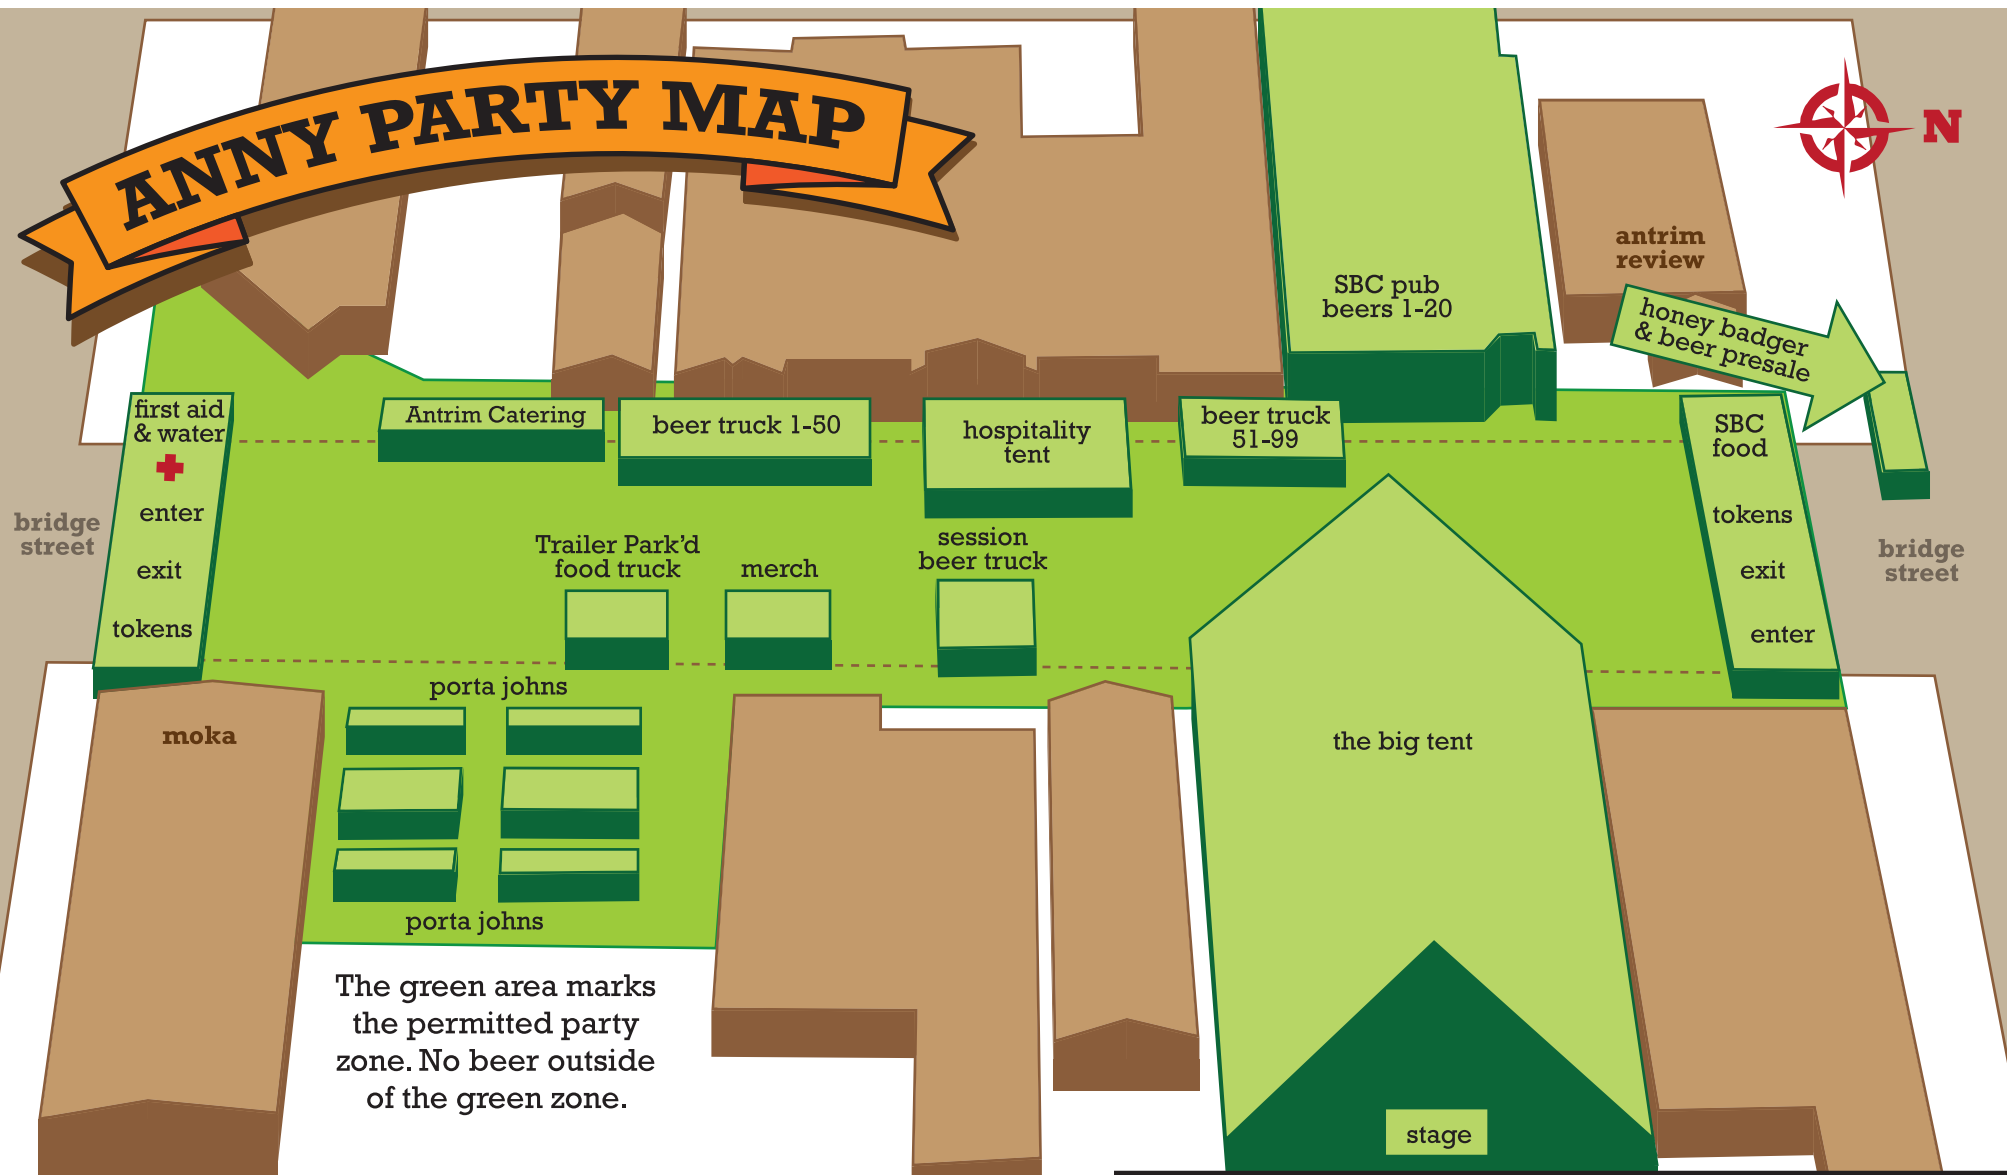 ANNY PARTY MAP
N
antrim
review
SBC pub
beers 1-20
honey badger
& beer presale
first aid
& water
enter
exit
tokens
Antrim Catering
beer truck 1-50
hospitality
tent
beer truck
51-99
SBC
food
tokens
exit
enter
bridge
street
bridge
street
Trailer Park’d
food truck
merch
session
beer truck
porta johns
moka
the big tent
porta johns
The green area marks
the permitted party
zone. No beer outside
of the green zone.
stage